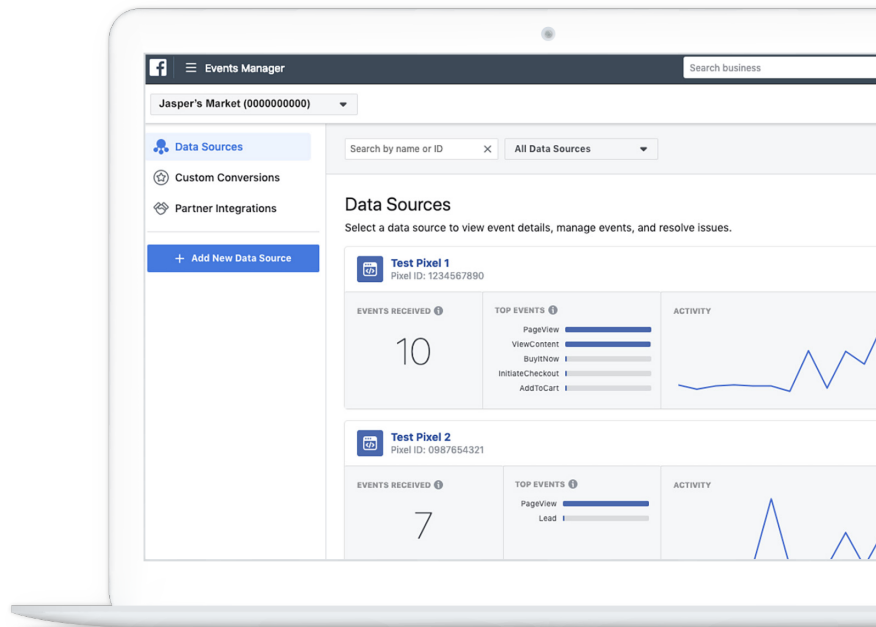 Events Manager
Search business
Jasper's Market (0000000000)
Data Sources
Custom Conversions
Partner Integrations
+ Add New Data Source
Search by name or ID
All Data Sources
Data Sources
Select a data source to view event details, manage events, and resolve issues.
Test Pixel 1
Pixel ID: 1234567890
EVENTS RECEIVED
10
TOP EVENTS
PageView
ViewContent
BuyItNow
InitiateCheckout
AddToCart
ACTIVITY
Test Pixel 2
Pixel ID: 0987654321
EVENTS RECEIVED
7
TOP EVENTS
PageView
Lead
ACTIVITY